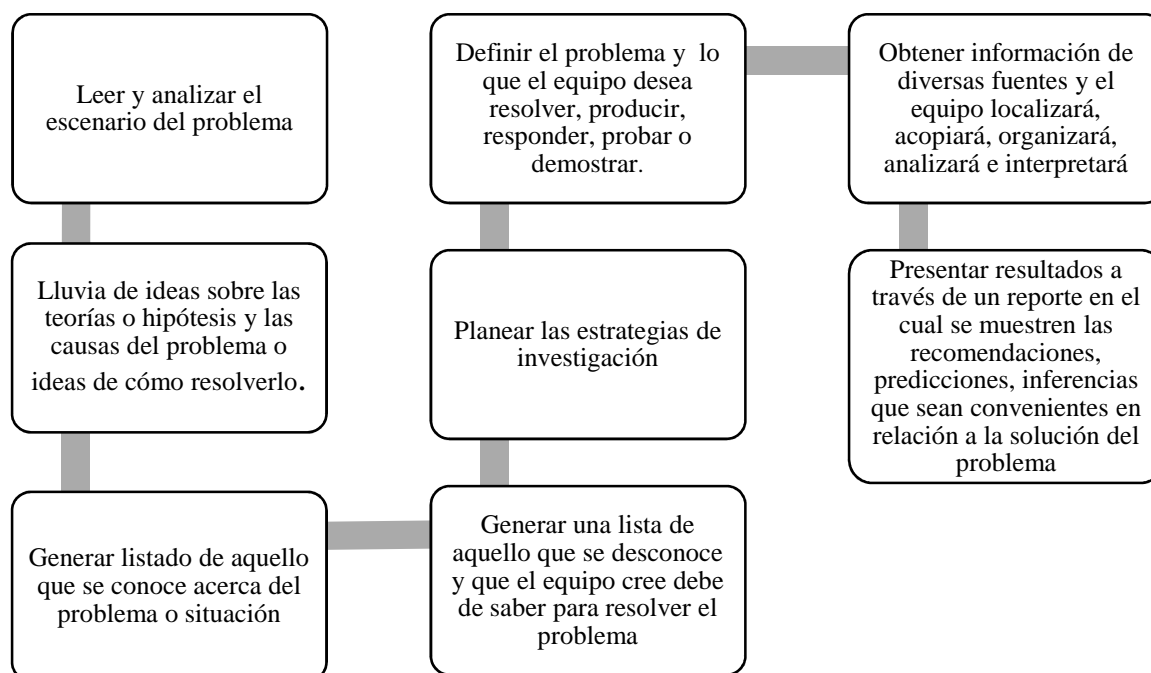 Leer y analizar el
escenario del problema
Lluvia de ideas sobre las
teorías o hipótesis y las
causas del problema o
ideas de cómo resolverlo.
Generar listado de aquello
que se conoce acerca del
problema o situación
Generar una lista de
aquello que se desconoce
y que el equipo cree debe
de saber para resolver el
problema
Planear las estrategias de
investigación
Definir el problema y lo
que el equipo desea
resolver, producir,
responder, probar o
demostrar.
Obtener información de
diversas fuentes y el
equipo localizará,
acopiará, organizará,
analizará e interpretará
Presentar resultados a
través de un reporte en el
cual se muestren las
recomendaciones,
predicciones, inferencias
que sean convenientes en
relación a la solución del
problema